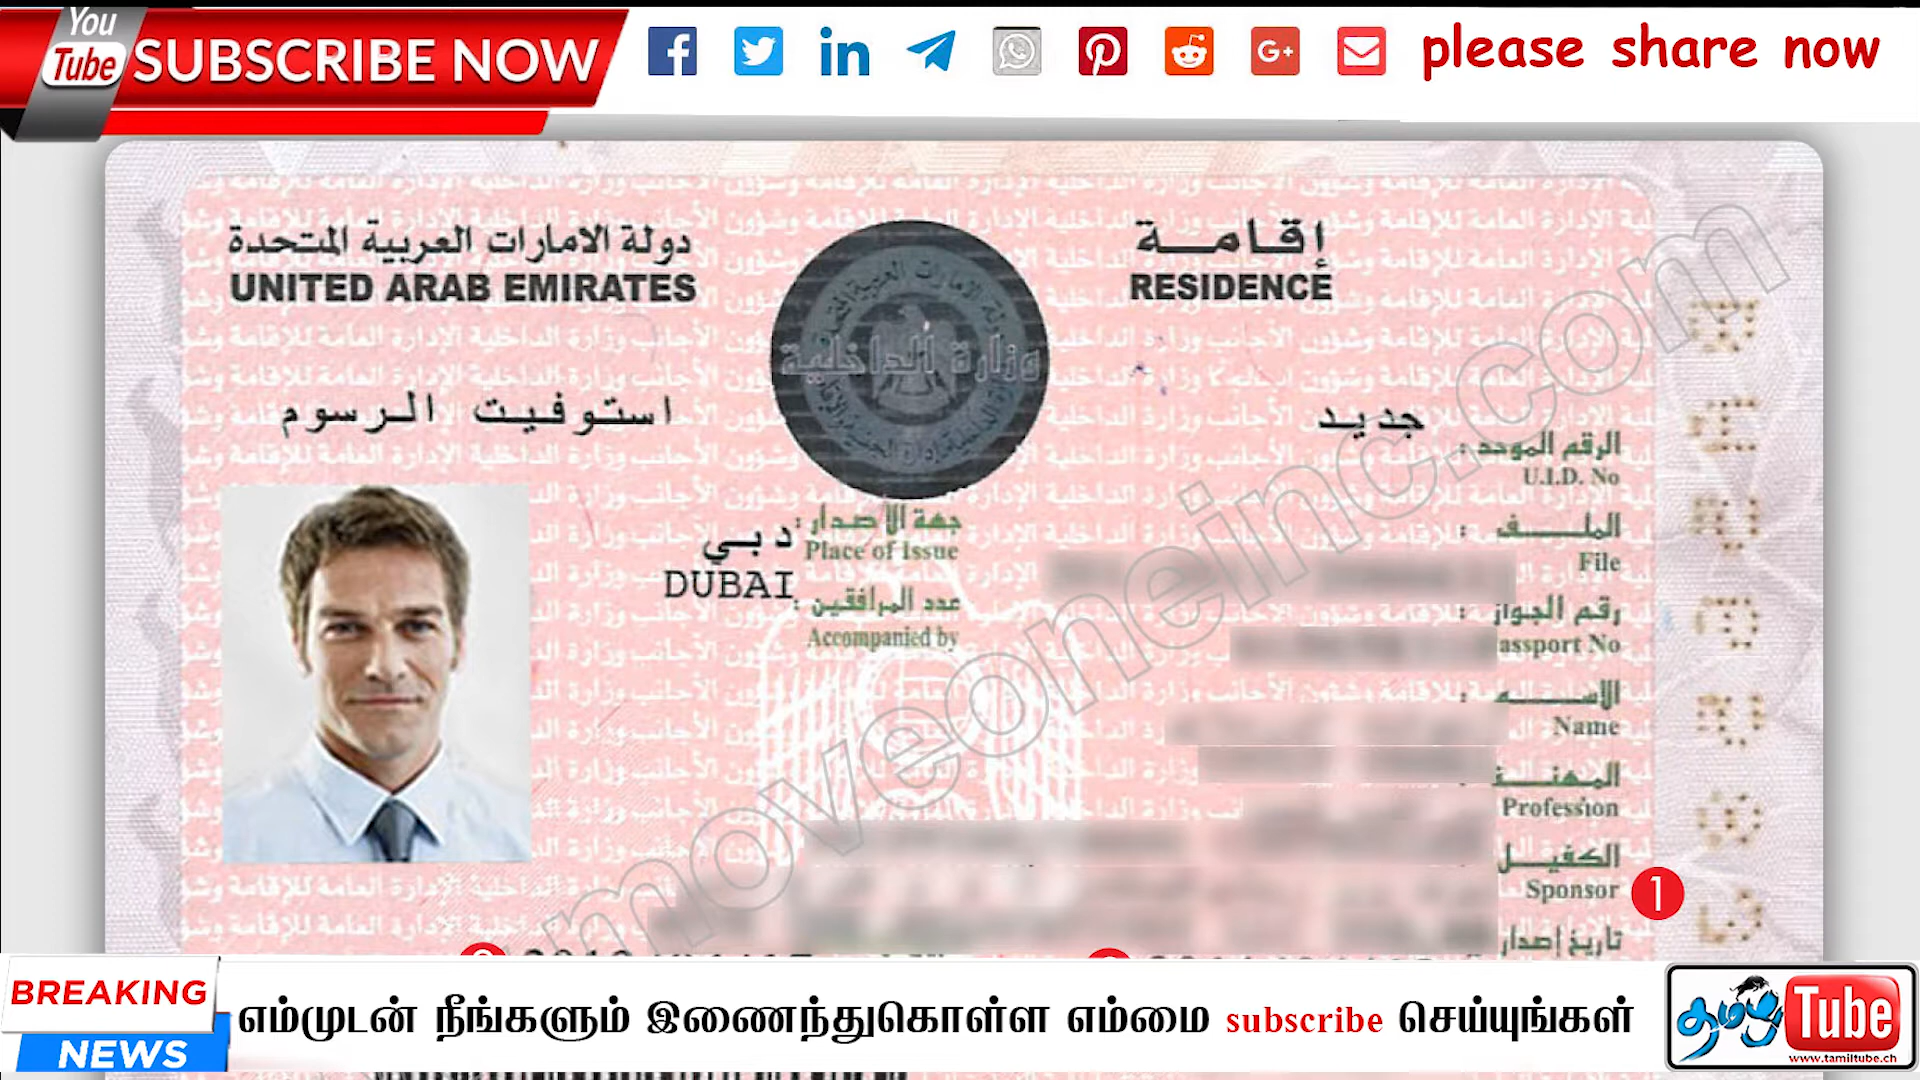 You
Tube
SUBSCRIBE NOW
please share now
دولة الامارات العربية المتحدة
UNITED ARAB EMIRATES
إقامة
RESIDENCE
وزارة الداخلية
استوفيت الرسوم
جديد
الرقم الموحد :
U.I.D. No
الملف :
File
جهة الاصدار :
Place of Issue
دبي
DUBAI
عدد المرافقين :
Accompanied by
رقم الجواز :
assport No
الاسم :
Name
المهنة
Profession
الكفيل
Sponsor
1
تاريخ إصدار
moveoneinc.com
BREAKING
NEWS
எம்முடன் நீங்களும் இணைந்துகொள்ள எம்மை subscribe செய்யுங்கள்
தமிழ் Tube
www.tamiltube.ch